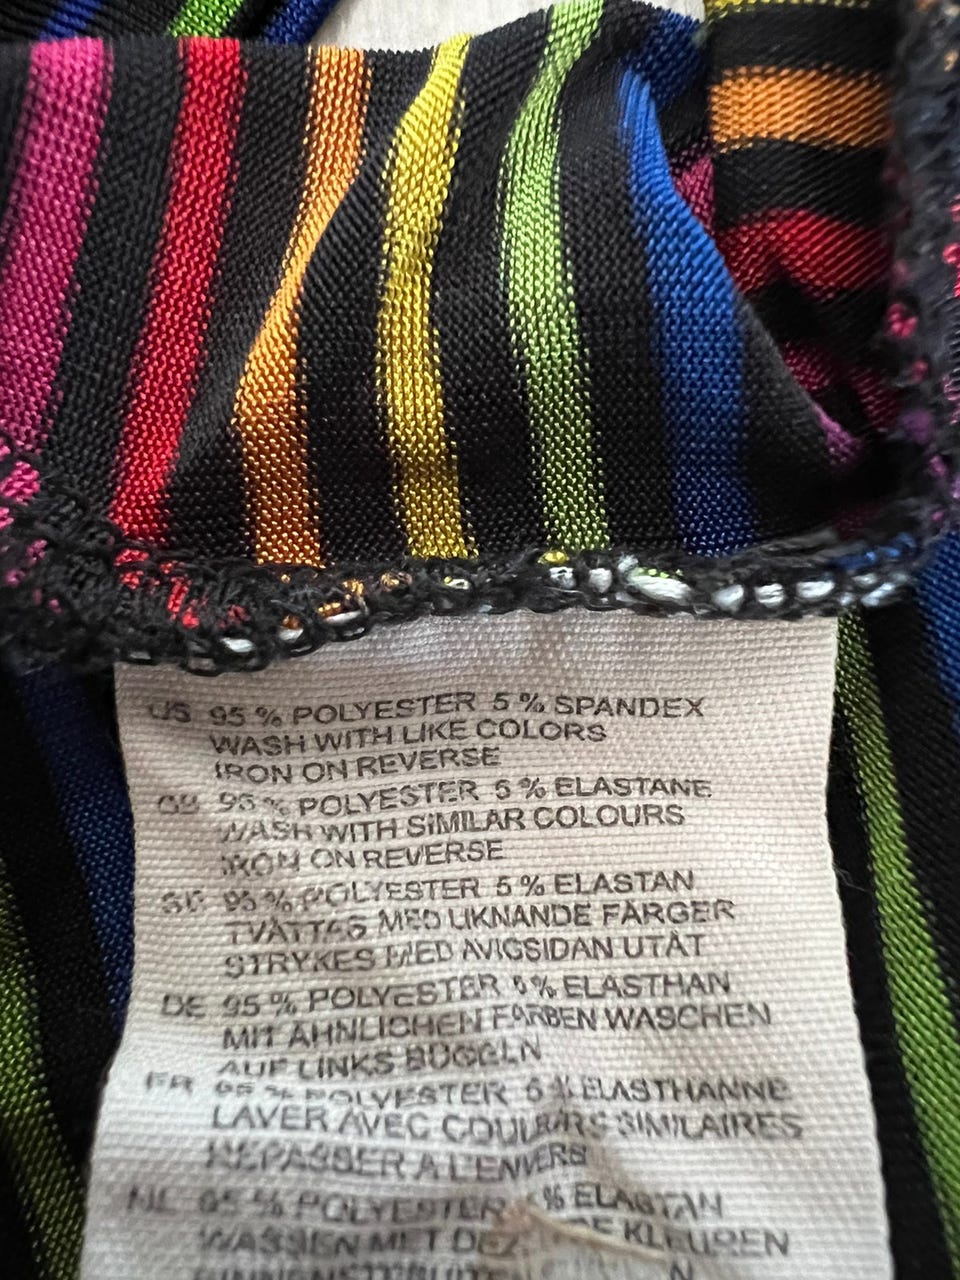 US 95 % POLYESTER 5 % SPANDEX
WASH WITH LIKE COLORS
IRON ON REVERSE
GB 95 % POLYESTER 5 % ELASTANE
WASH WITH SIMILAR COLOURS
IRON ON REVERSE
SE 95 % POLYESTER 5 % ELASTAN
TVÄTTAS MED LIKNANDE FÄRGER
STRYKES MED AVIGSIDAN UTÅT
DE 95 % POLYESTER 5 % ELASTHAN
MIT ÄHNLICHEN FARBEN WASCHEN
AUF LINKS BÜGELN
FR 95 % POLYESTER 5 % ELASTHANNE
LAVER AVEC COULEURS SIMILAIRES
REPASSER A L'ENVERS
NL 95 % POLYESTER 5 % ELASTAN
WASSEN MET DEZELFDE KLEUREN